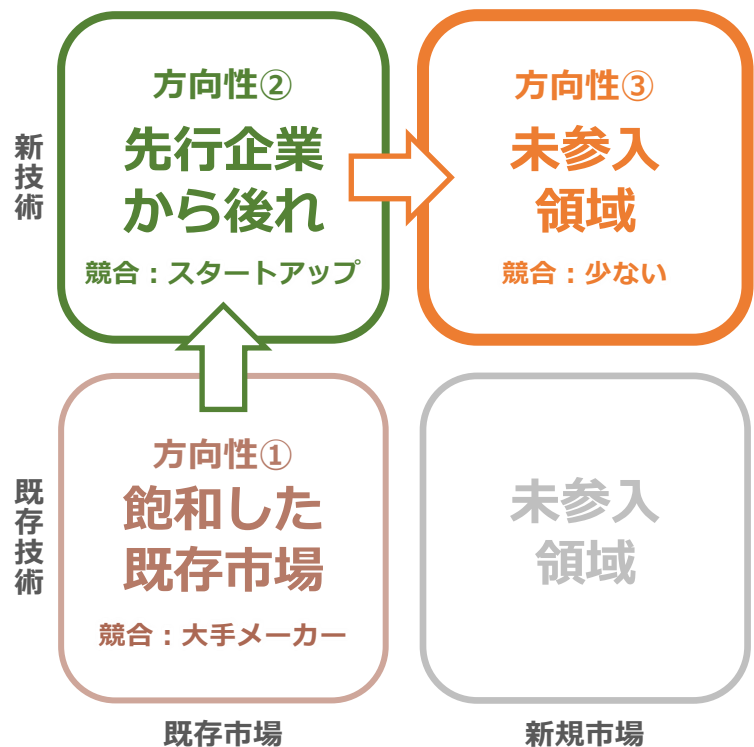 新技術
方向性②
先行企業
から後れ
競合：スタートアップ
方向性③
未参入
領域
競合：少ない
既存技術
方向性①
飽和した
既存市場
競合：大手メーカー
未参入
領域
既存市場
新規市場